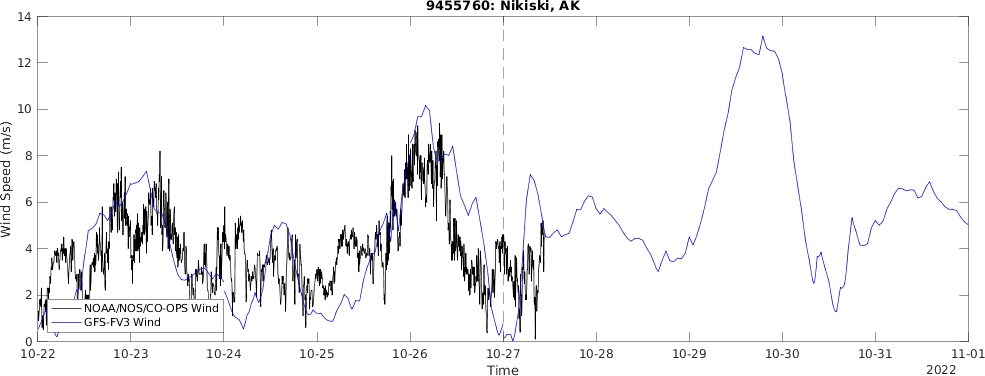 9455760: Nikiski, AK
14
12
10
8
6
4
2
0
Wind Speed (m/s)
NOAA/NOS/CO-OPS Wind
GFS-FV3 Wind
10-22 10-23 10-24 10-25 10-26 10-27 10-28 10-29 10-30 10-31 11-01
Time
2022